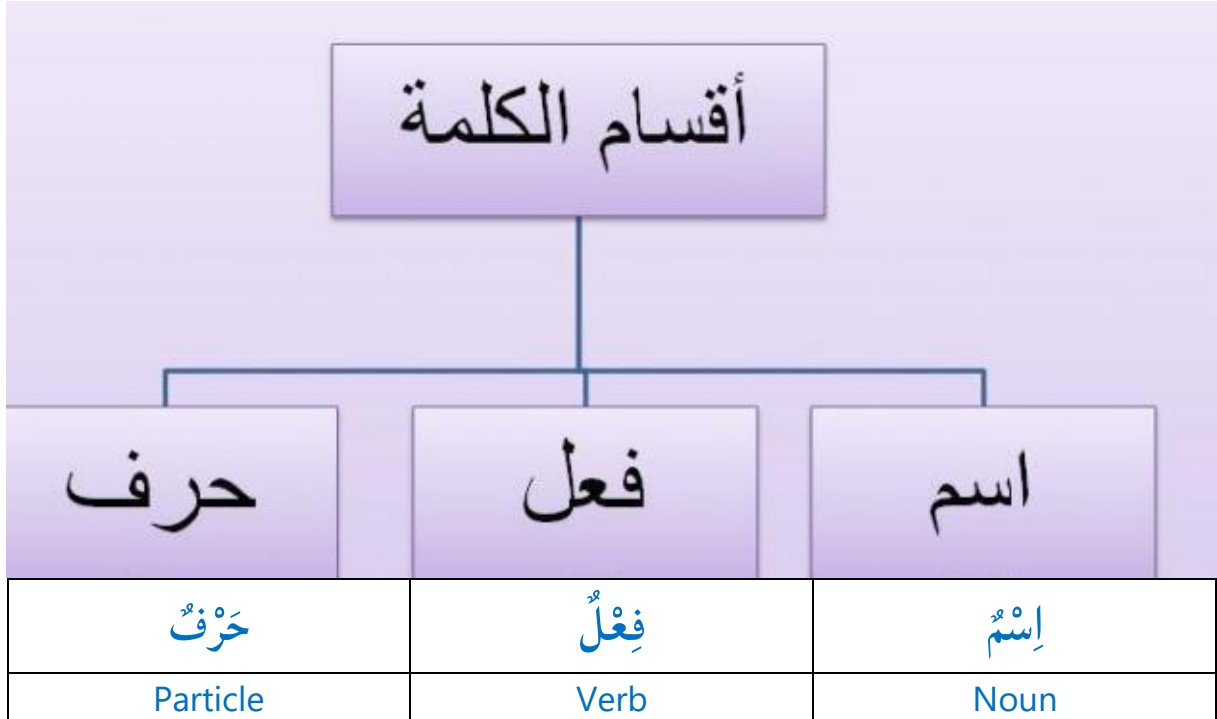 أقسام الكلمة
اسم فعل حرف
اِسْمٌ فِعْلٌ حَرْفٌ
Particle Verb Noun